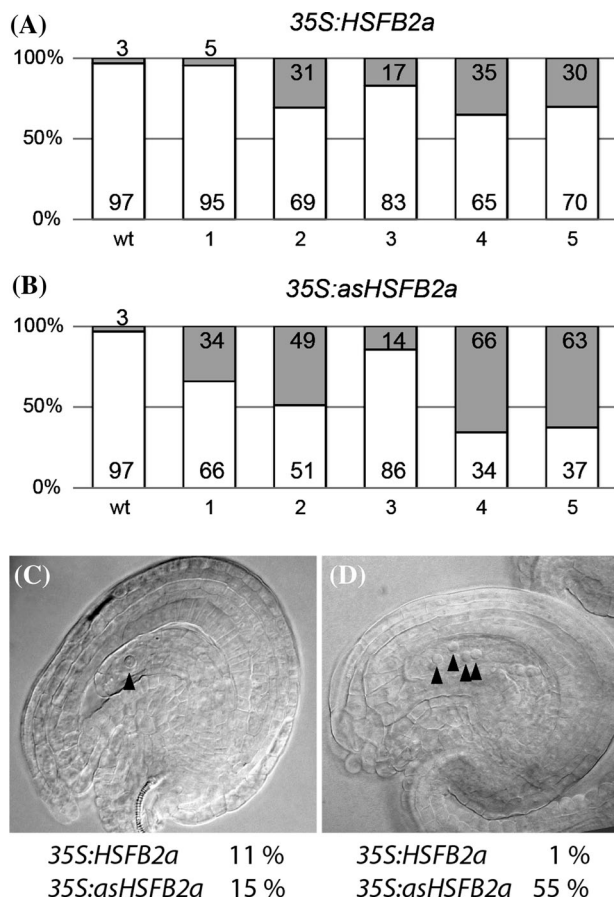 (A) 35S:HSFB2a
100%
3 5 31 17 35 30
50%
97 95 69 83 65 70
0%
wt 1 2 3 4 5
(B) 35S:asHSFB2a
100%
3 34 49 14 66 63
50%
97 66 51 86 34 37
0%
wt 1 2 3 4 5
(C) (D)
35S:HSFB2a 11 % 35S:HSFB2a 1 %
35S:asHSFB2a 15 % 35S:asHSFB2a 55 %